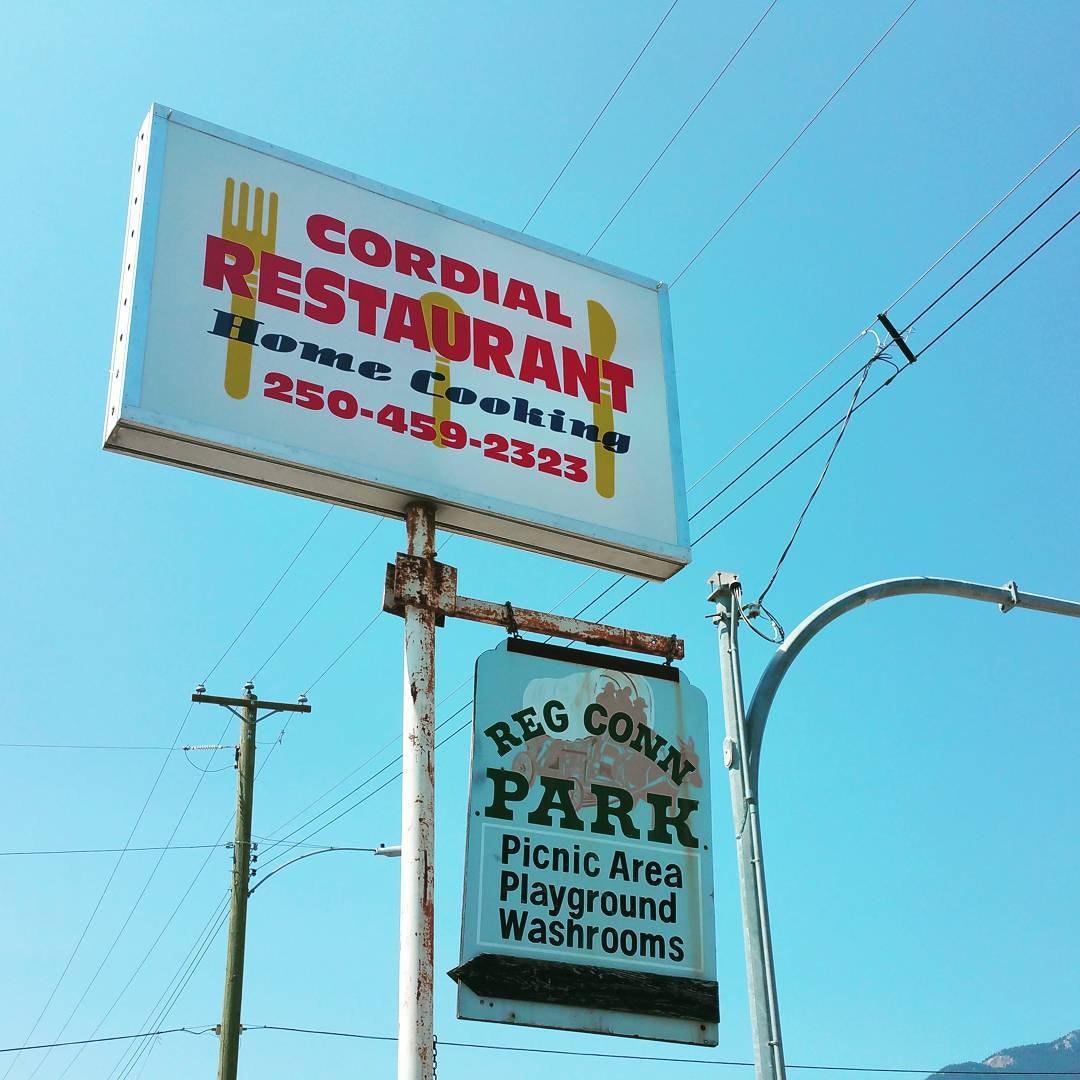 CORDIAL
RESTAURANT
Home Cooking
250-459-2323
REG CONN
PARK
Picnic Area
Playground
Washrooms